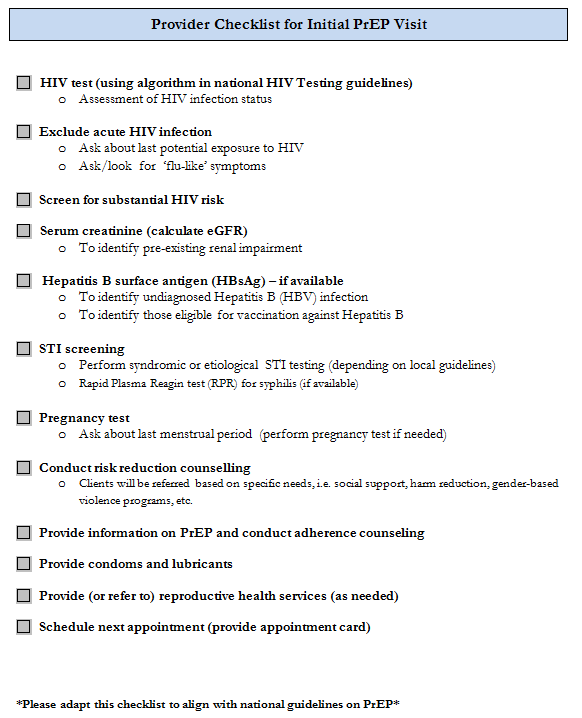 Provider Checklist for Initial PrEP Visit
HIV test (using algorithm in national HIV Testing guidelines)
o Assessment of HIV infection status
Exclude acute HIV infection
o Ask about last potential exposure to HIV
o Ask/look for ‘flu-like’ symptoms
Screen for substantial HIV risk
Serum creatinine (calculate eGFR)
o To identify pre-existing renal impairment
Hepatitis B surface antigen (HBsAg) – if available
o To identify undiagnosed Hepatitis B (HBV) infection
o To identify those eligible for vaccination against Hepatitis B
STI screening
o Perform syndromic or etiological STI testing (depending on local guidelines)
o Rapid Plasma Reagin test (RPR) for syphilis (if available)
Pregnancy test
o Ask about last menstrual period (perform pregnancy test if needed)
Conduct risk reduction counselling
o Clients will be referred based on specific needs, i.e. social support, harm reduction, gender-based
violence programs, etc.
Provide information on PrEP and conduct adherence counseling
Provide condoms and lubricants
Provide (or refer to) reproductive health services (as needed)
Schedule next appointment (provide appointment card)
*Please adapt this checklist to align with national guidelines on PrEP*